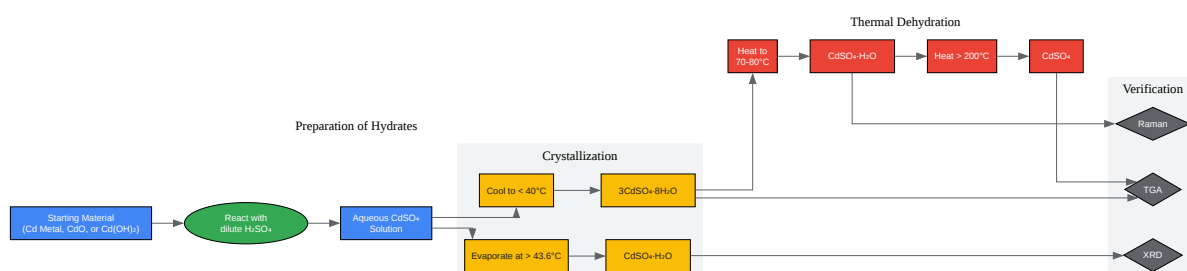 Thermal Dehydration
Heat to
70-80°C
CdSO₄·H₂O
Heat > 200°C
CdSO₄
Verification
Raman
Preparation of Hydrates
Crystallization
Cool to < 40°C
3CdSO₄·8H₂O
TGA
Starting Material
(Cd Metal, CdO, or Cd(OH)₂)
React with
dilute H₂SO₄
Aqueous CdSO₄
Solution
Evaporate at > 43.6°C
CdSO₄·H₂O
XRD